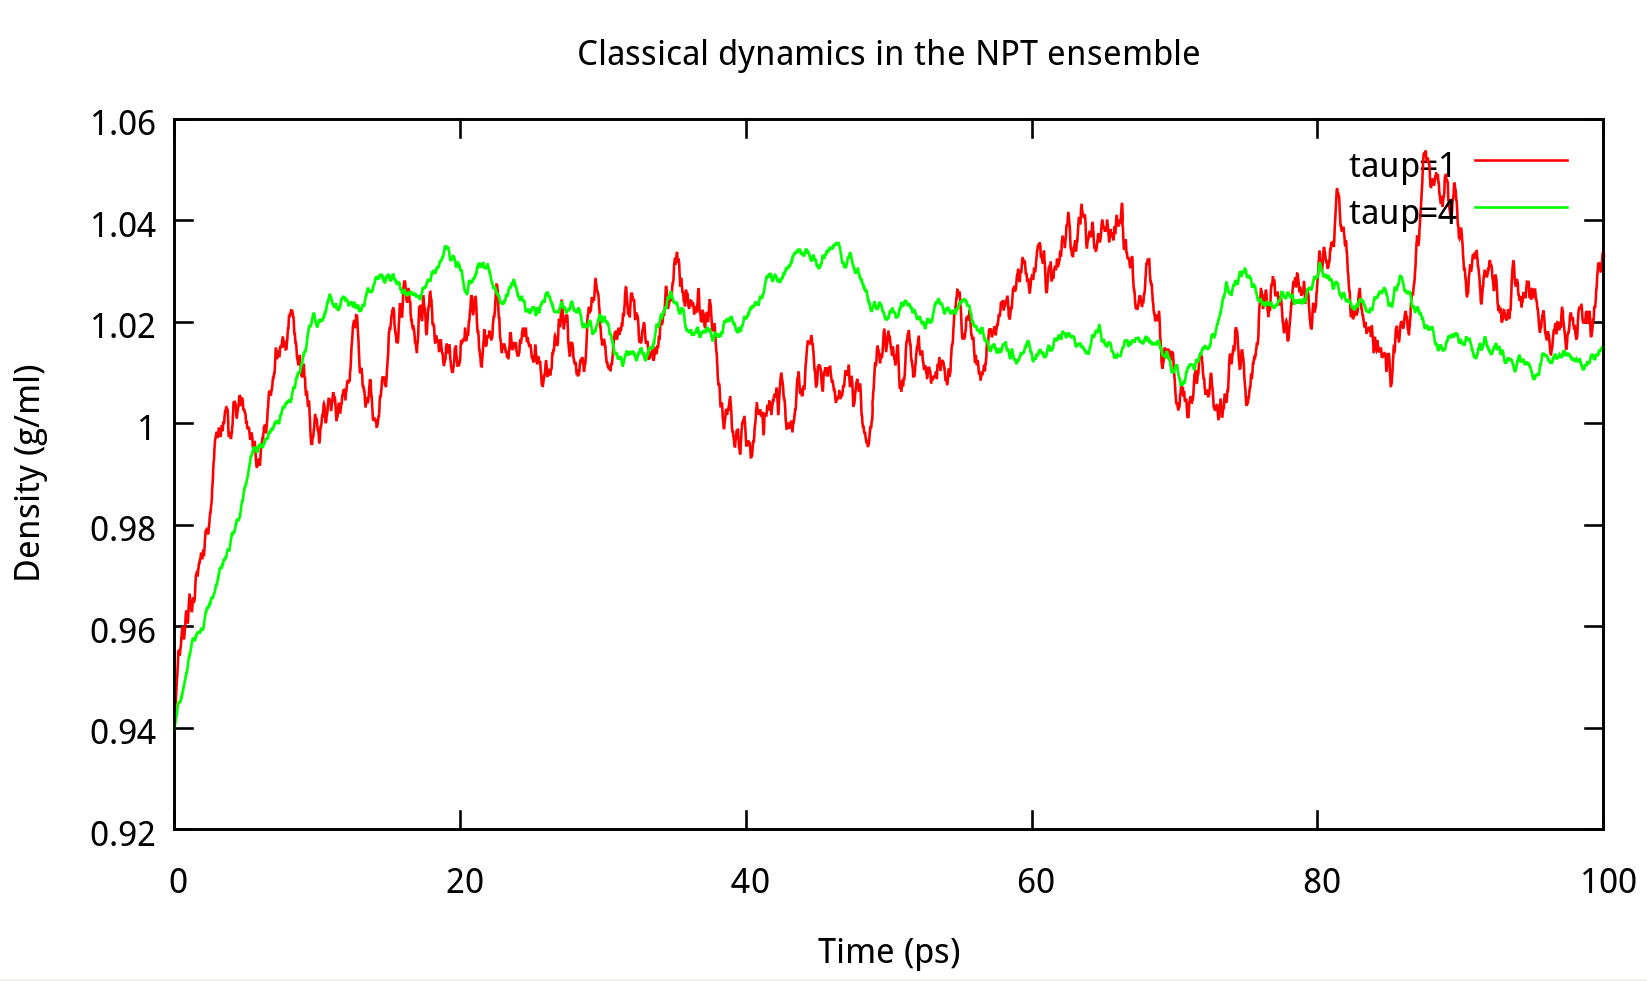 Classical dynamics in the NPT ensemble
1.06
1.04
1.02
1
0.98
0.96
0.94
0.92
Density (g/ml)
taup=1
taup=4
0 20 40 60 80 100
Time (ps)